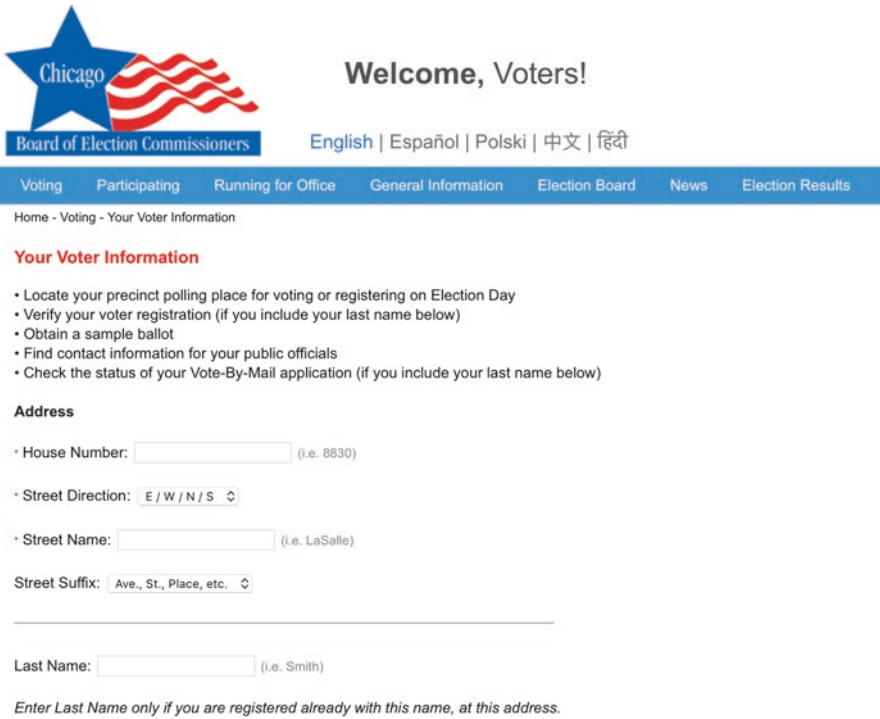 Chicago
Board of Election Commissioners
Welcome, Voters!
English | Español | Polski | 中文 | हिंदी
Voting Participating Running for Office General Information Election Board News Election Results
Home - Voting - Your Voter Information
Your Voter Information
• Locate your precinct polling place for voting or registering on Election Day
• Verify your voter registration (if you include your last name below)
• Obtain a sample ballot
• Find contact information for your public officials
• Check the status of your Vote-By-Mail application (if you include your last name below)
Address
* House Number: (i.e. 8830)
* Street Direction: E / W / N / S
* Street Name: (i.e. LaSalle)
Street Suffix: Ave., St., Place, etc.
Last Name: (i.e. Smith)
Enter Last Name only if you are registered already with this name, at this address.